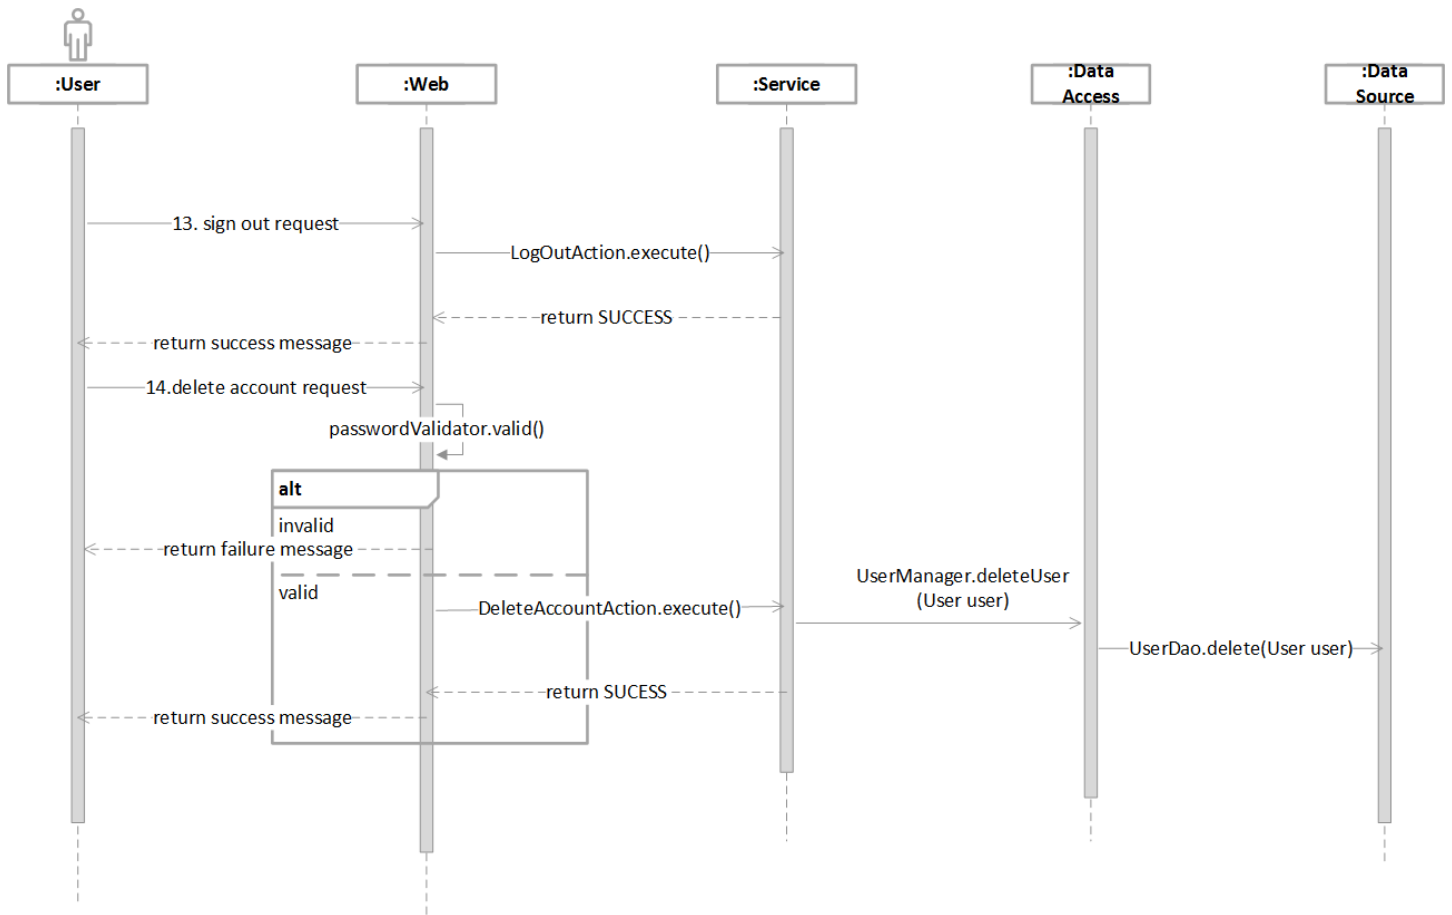 :User
:Web
:Service
:Data
Access
:Data
Source
13. sign out request
LogOutAction.execute()
return SUCCESS
return success message
14.delete account request
passwordValidator.valid()
alt
invalid
return failure message
valid
UserManager.deleteUser
(User user)
DeleteAccountAction.execute()
UserDao.delete(User user)
return SUCESS
return success message